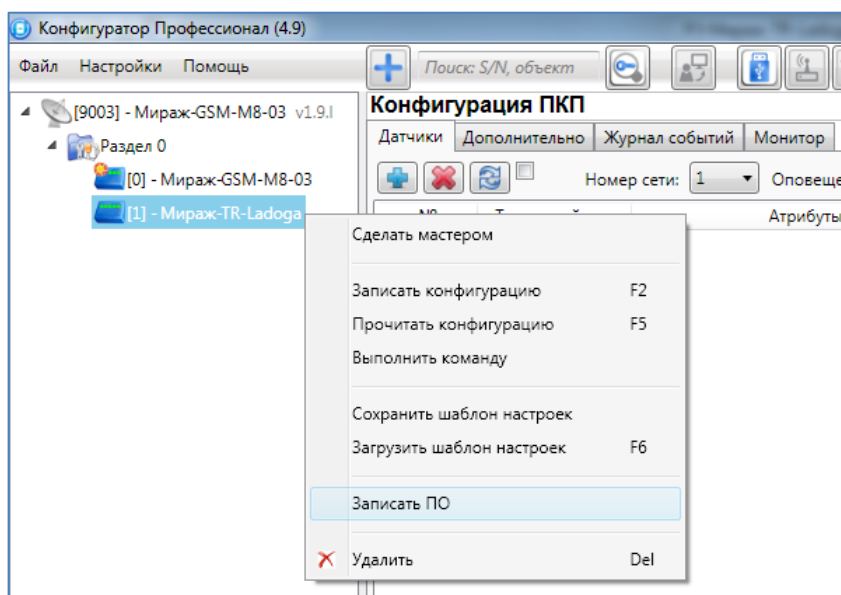 Конфигуратор Профессионал (4.9)
Файл Настройки Помощь
Поиск: S/N, объект
[9003] - Мираж-GSM-M8-03 v1.9.
Раздел 0
[0] - Мираж-GSM-M8-03
[1] - Мираж-TR-Ladoga
Конфигурация ПКП
Датчики Дополнительно Журнал событий Монитор
Номер сети: 1 Оповеще
Атрибуты
Сделать мастером
Записать конфигурацию F2
Прочитать конфигурацию F5
Выполнить команду
Сохранить шаблон настроек
Загрузить шаблон настроек F6
Записать ПО
Удалить Del